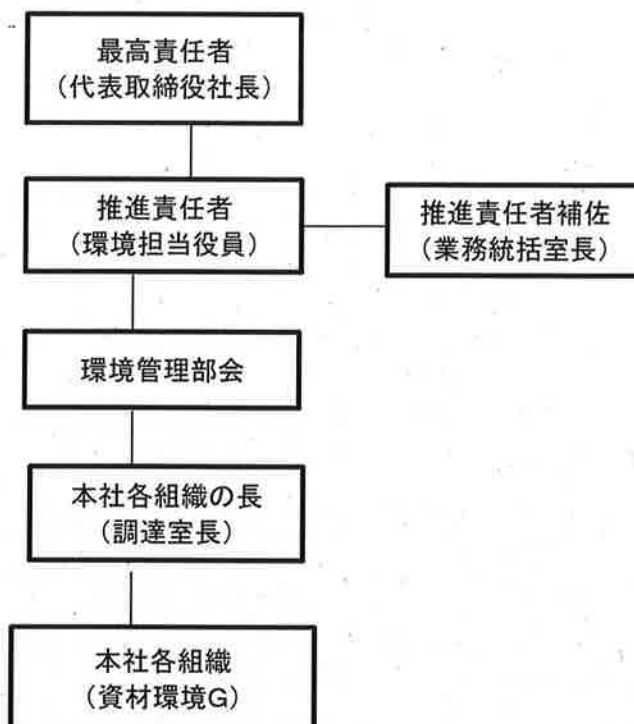 最高責任者
（代表取締役社長）
推進責任者
（環境担当役員）
推進責任者補佐
（業務統括室長）
環境管理部会
本社各組織の長
（調達室長）
本社各組織
（資材環境G）